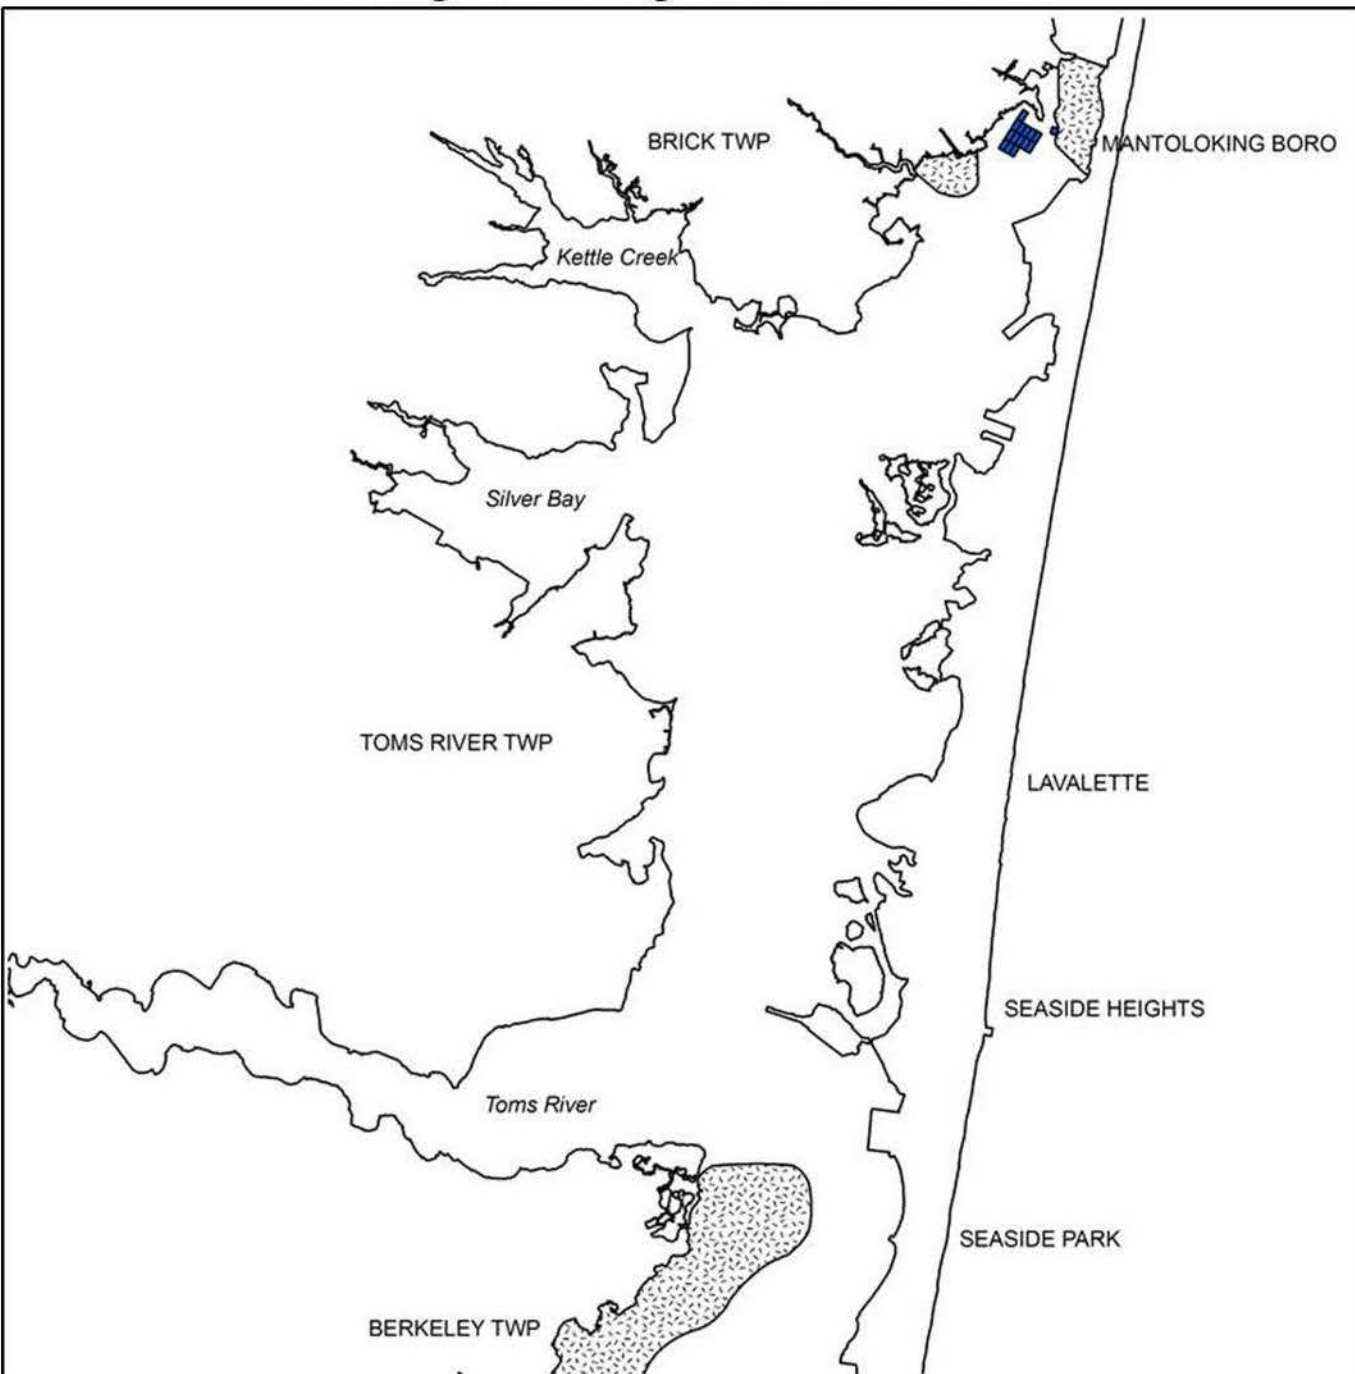 BRICK TWP
MANTOLOKING BORO
Kettle Creek
Silver Bay
TOMS RIVER TWP
LAVALETTE
SEASIDE HEIGHTS
Toms River
SEASIDE PARK
BERKELEY TWP